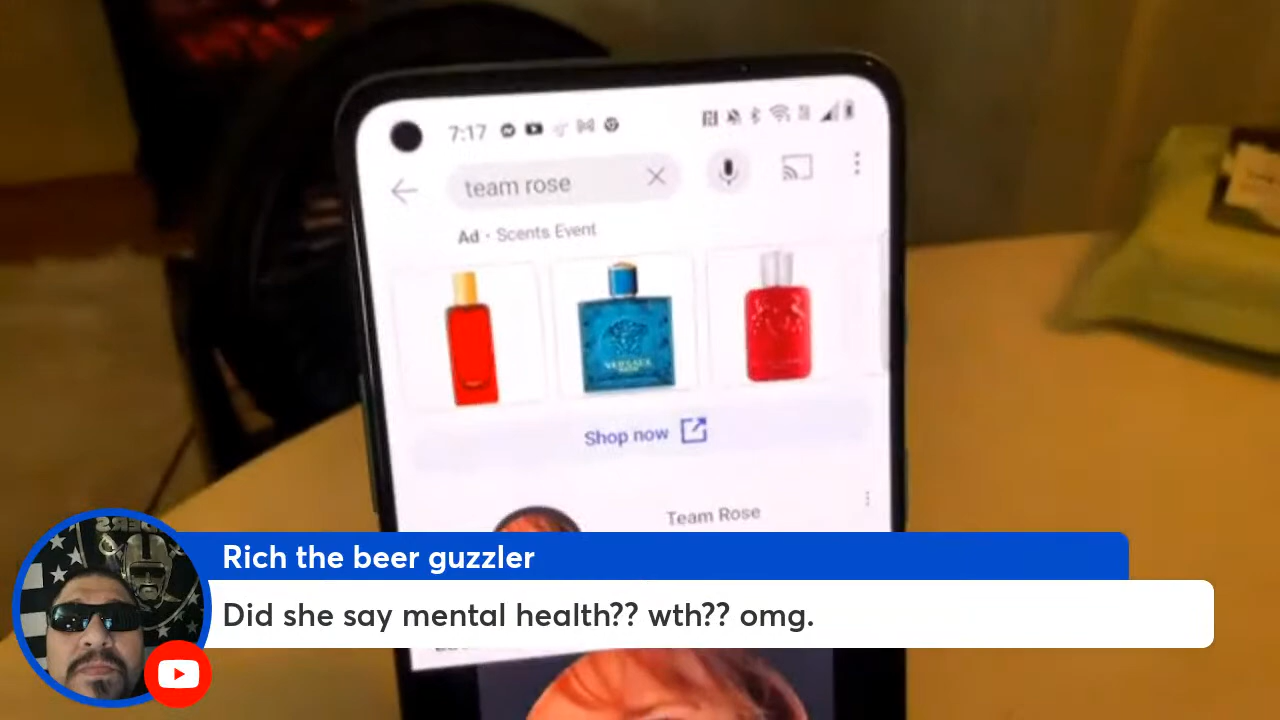 7:17
team rose
Ad · Scents Event
VERSACE
Shop now
Team Rose
Rich the beer guzzler
Did she say mental health?? wth?? omg.